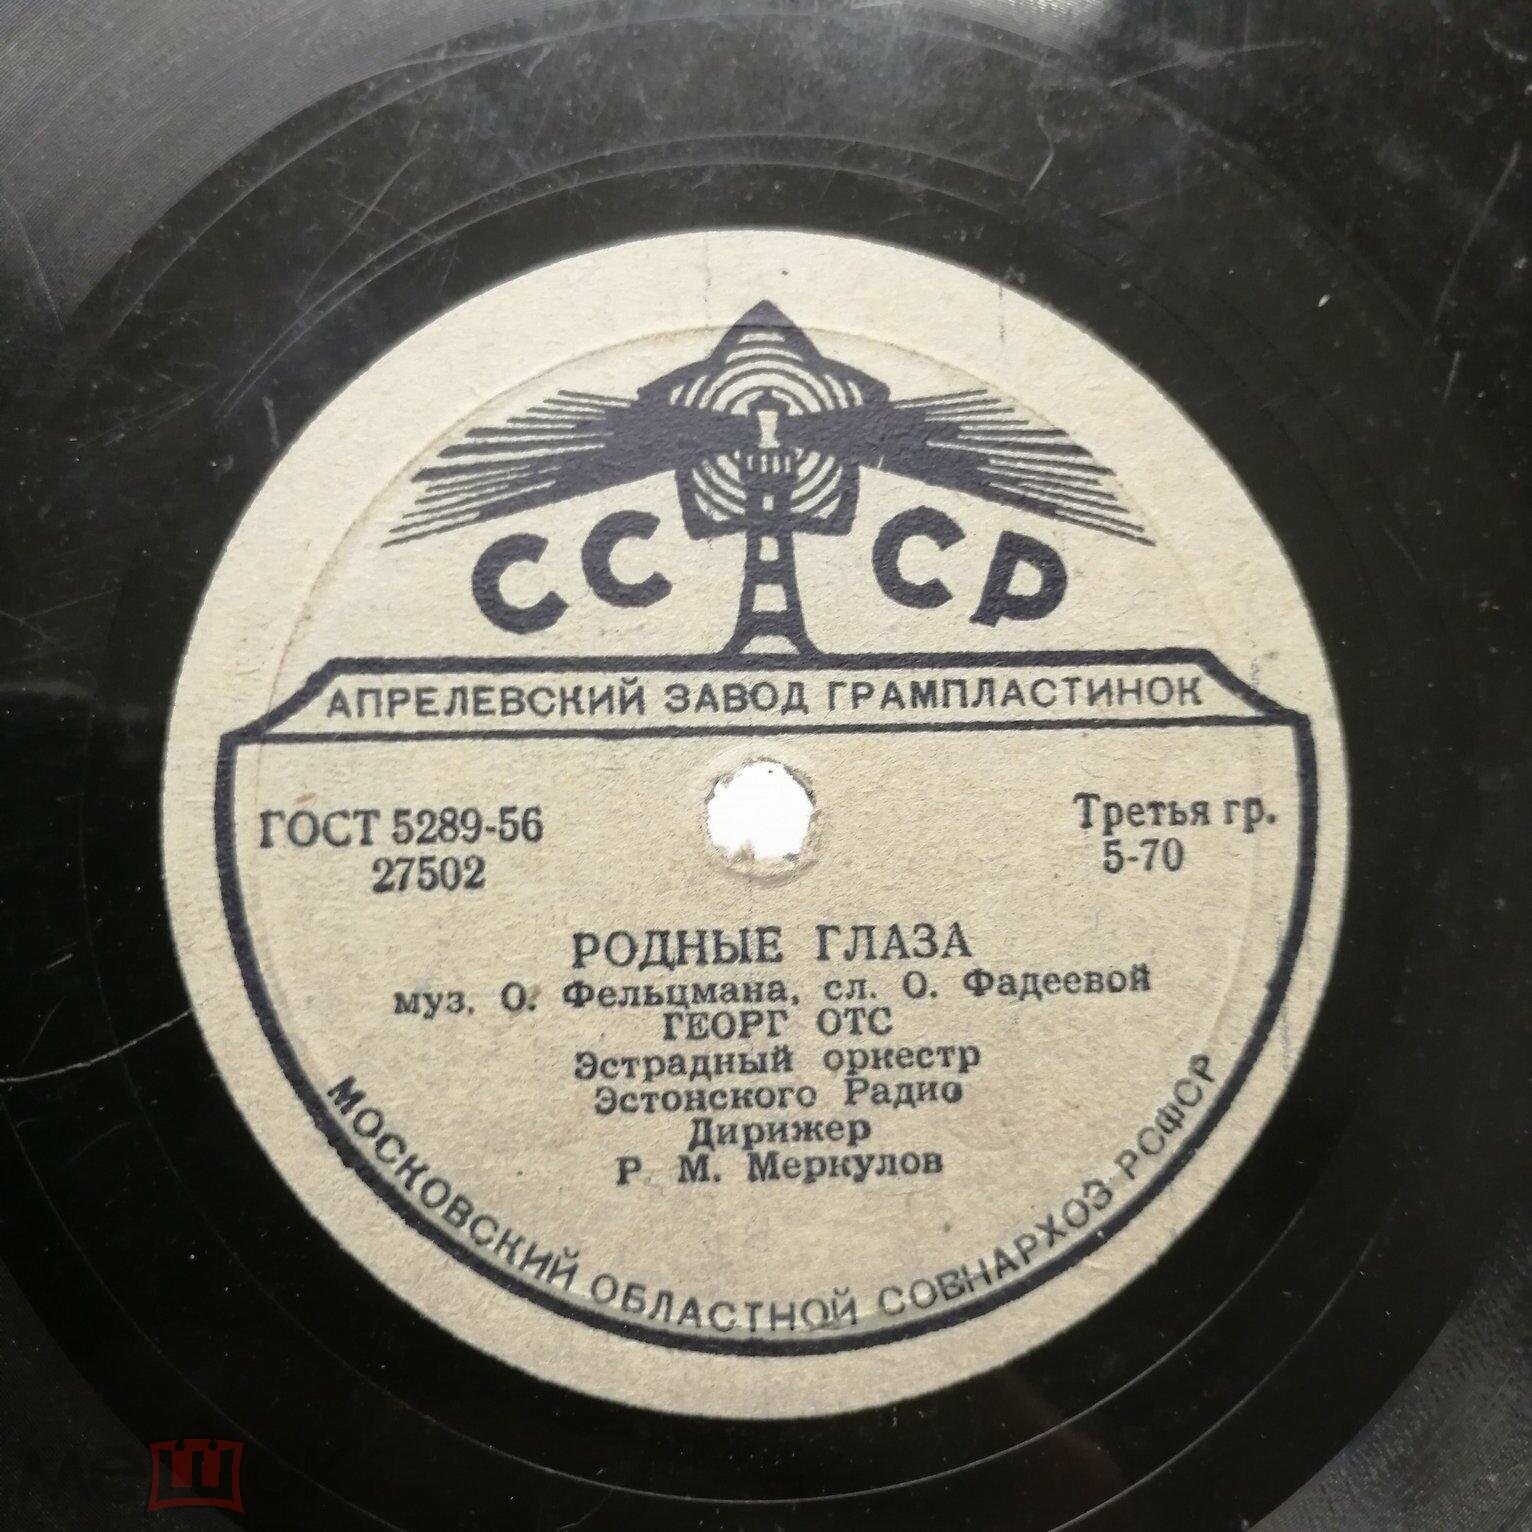 СССР
АПРЕЛЕВСКИЙ ЗАВОД ГРАМПЛАСТИНОК
ГОСТ 5289-56
27502
Третья гр.
5-70
РОДНЫЕ ГЛАЗА
муз. О. Фельцмана, сл. О. Фадеевой
ГЕОРГ ОТС
Эстрадный оркестр
Эстонского Радио
Дирижер
Р. М. Меркулов
МОСКОВСКИЙ ОБЛАСТНОЙ СОВНАРХОЗ РСФСР
мешок